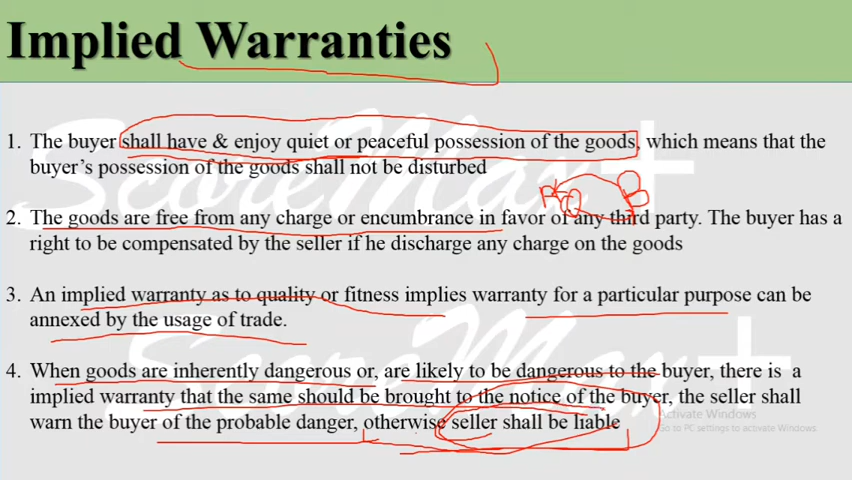 Implied Warranties
1. The buyer shall have & enjoy quiet or peaceful possession of the goods, which means that the
buyer's possession of the goods shall not be disturbed
A G B
2. The goods are free from any charge or encumbrance in favor of any third party. The buyer has a
right to be compensated by the seller if he discharge any charge on the goods
3. An implied warranty as to quality or fitness implies warranty for a particular purpose can be
annexed by the usage of trade.
4. When goods are inherently dangerous or, are likely to be dangerous to the buyer, there is a
implied warranty that the same should be brought to the notice of the buyer, the seller shall
warn the buyer of the probable danger, otherwise seller shall be liable
Activate Windows
Go to PC settings to activate Windows.
ScoreMax+
ScoreMax+